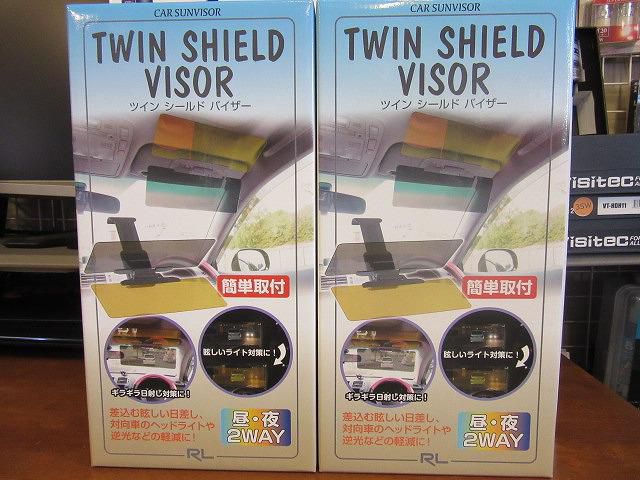 CAR SUNVISOR
TWIN SHIELD
VISOR
ツイン シールド バイザー
簡単取付
ギラギラ日射し対策に!
眩しいライト対策に!
差込む眩しい日差し、
対向車のヘッドライトや
逆光などの軽減に!
昼・夜
2WAY
RL
CAR SUNVISOR
TWIN SHIELD
VISOR
ツイン シールド バイザー
簡単取付
ギラギラ日射し対策に!
眩しいライト対策に!
差込む眩しい日差し、
対向車のヘッドライトや
逆光などの軽減に!
昼・夜
2WAY
RL
visitec
35W
VT-HDH11
visitec